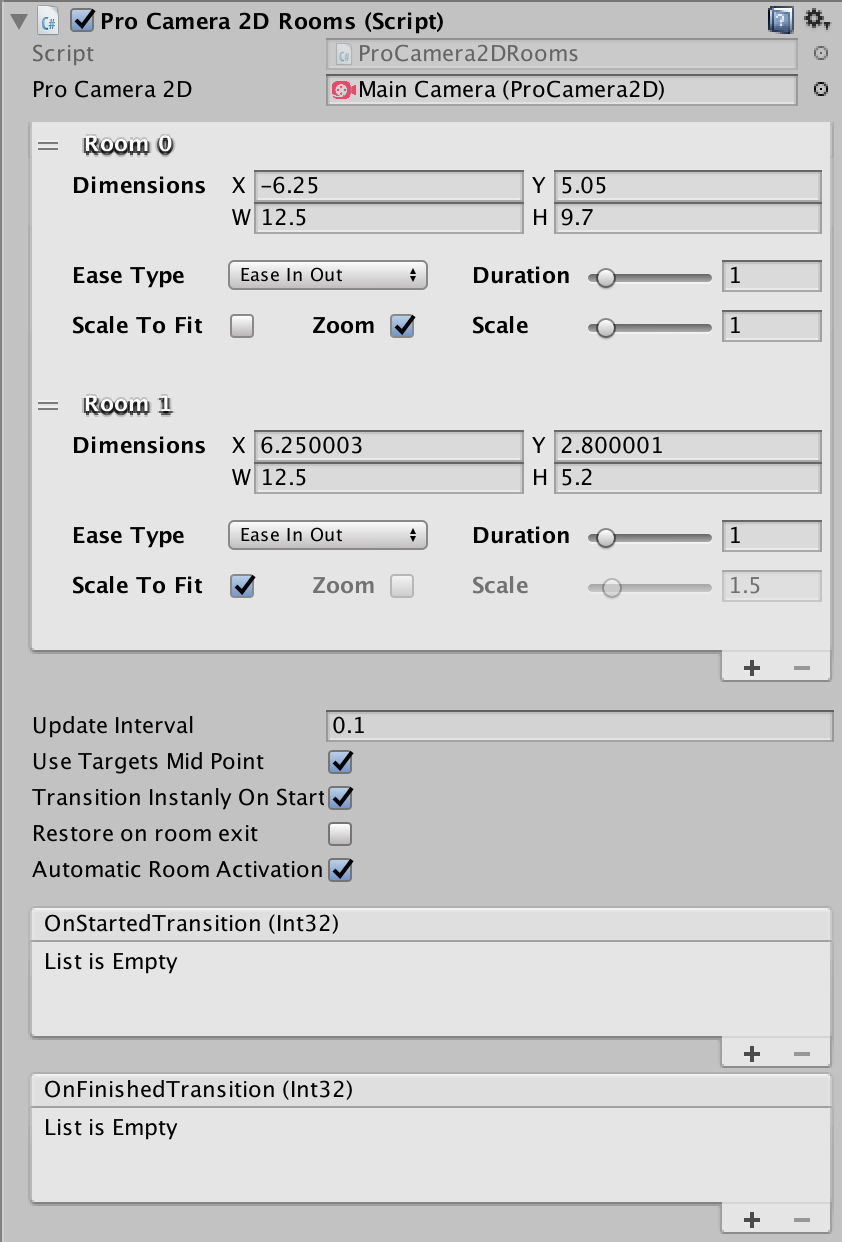 Pro Camera 2D Rooms (Script)
Script ProCamera2DRooms
Pro Camera 2D Main Camera (ProCamera2D)
Room 0
Dimensions X -6.25 Y 5.05
W 12.5 H 9.7
Ease Type Ease In Out Duration 1
Scale To Fit Zoom Scale 1
Room 1
Dimensions X 6.250003 Y 2.800001
W 12.5 H 5.2
Ease Type Ease In Out Duration 1
Scale To Fit Zoom Scale 1.5
Update Interval 0.1
Use Targets Mid Point
Transition Instanly On Start
Restore on room exit
Automatic Room Activation
OnStartedTransition (Int32)
List is Empty
OnFinishedTransition (Int32)
List is Empty